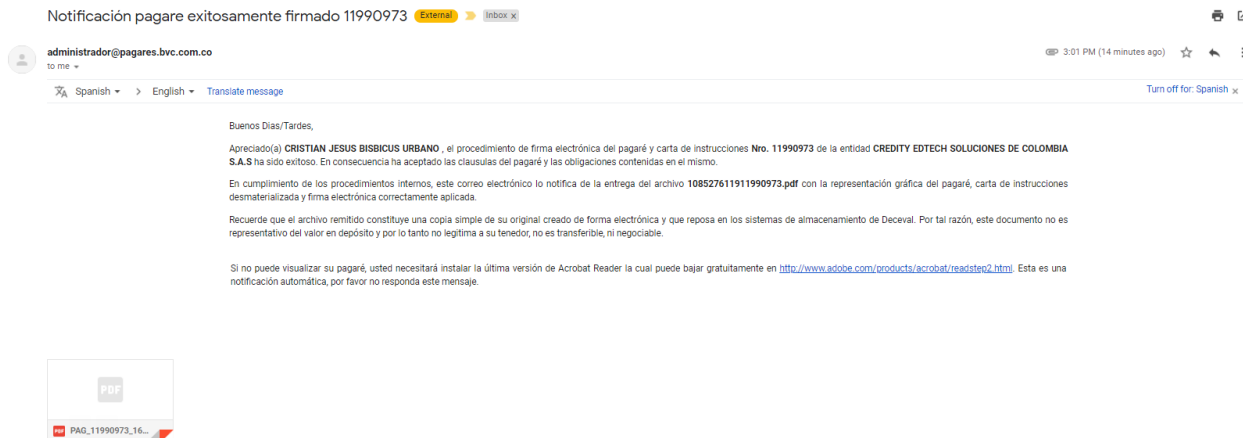 Notificación pagare exitosamente firmado 11990973 External Inbox x
administrador@pagares.bvc.com.co
3:01 PM (14 minutes ago)
to me
Spanish > English Translate message
Turn off for: Spanish x
Buenos Dias/Tardes,
Apreciado(a) CRISTIAN JESUS BISBICUS URBANO , el procedimiento de firma electrónica del pagaré y carta de instrucciones Nro. 11990973 de la entidad CREDITY EDTECH SOLUCIONES DE COLOMBIA
S.A.S ha sido exitoso. En consecuencia ha aceptado las clausulas del pagaré y las obligaciones contenidas en el mismo.
En cumplimiento de los procedimientos internos, este correo electrónico lo notifica de la entrega del archivo 108527611911990973.pdf con la representación gráfica del pagaré, carta de instrucciones
desmaterializada y firma electrónica correctamente aplicada.
Recuerde que el archivo remitido constituye una copia simple de su original creado de forma electrónica y que reposa en los sistemas de almacenamiento de Deceval. Por tal razón, este documento no es
representativo del valor en depósito y por lo tanto no legitima a su tenedor, no es transferible, ni negociable.
Si no puede visualizar su pagaré, usted necesitará instalar la última versión de Acrobat Reader la cual puede bajar gratuitamente en http://www.adobe.com/products/acrobat/readstep2.html. Esta es una
notificación automática, por favor no responda este mensaje.
PDF
PDF PAG_11990973_16...